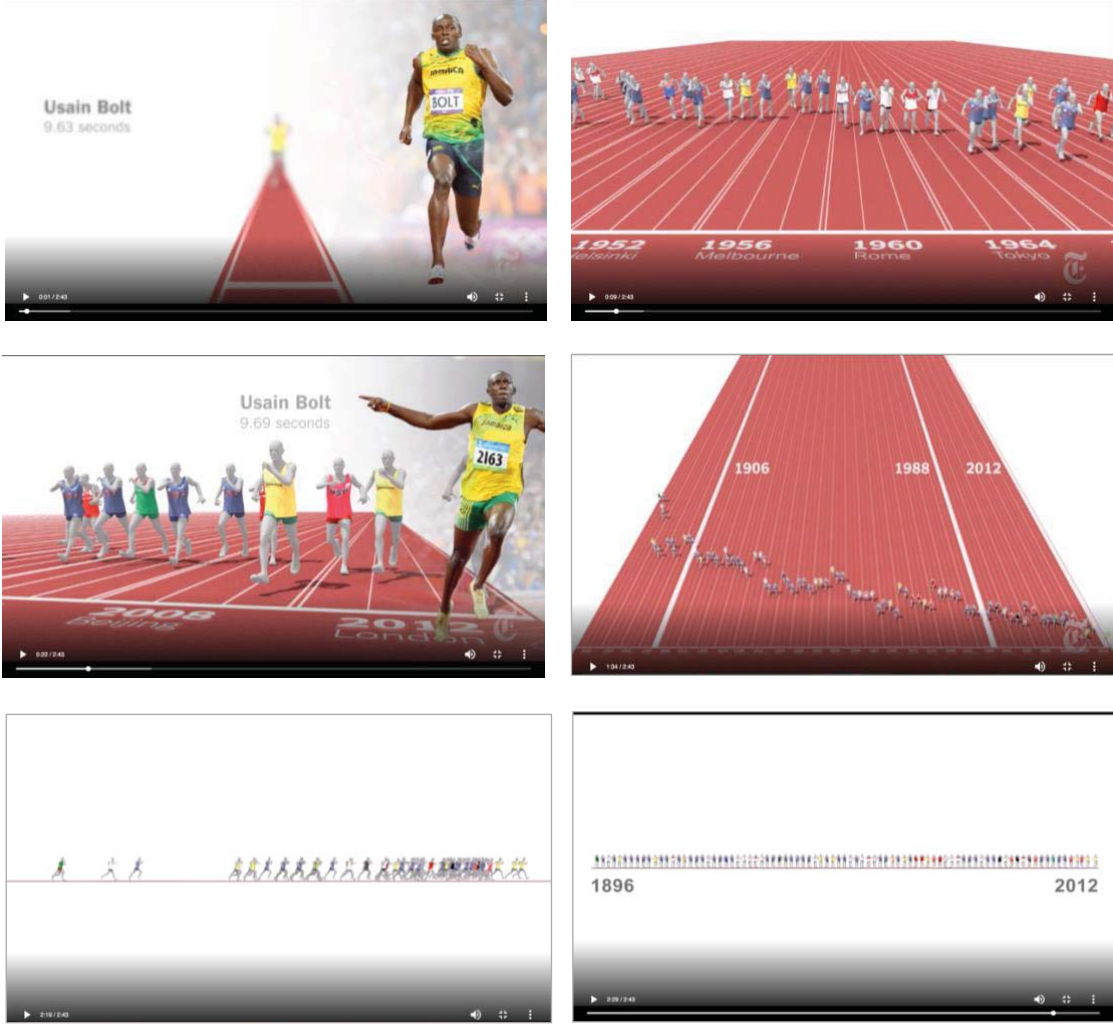 Usain Bolt
9.63 seconds
JAMAICA
BOLT
0:01 / 2:43
1952
Helsinki
1956
Melbourne
1960
Rome
1964
Tokyo
0:09 / 2:43
Usain Bolt
9.69 seconds
JAMAICA
2163
2008
Beijing
2012
London
0:22 / 2:43
1906
1988
2012
1:34 / 2:43
2:19 / 2:43
1896
2012
2:29 / 2:43